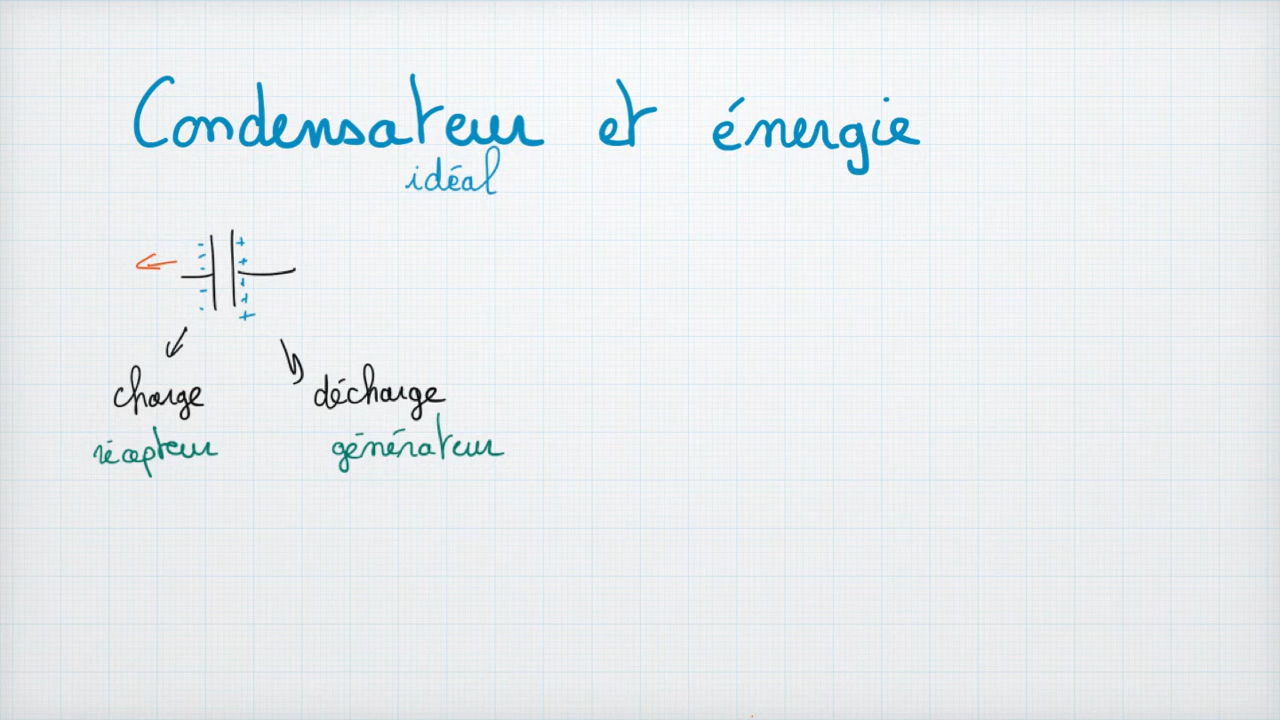 Condensateur et énergie
idéal
charge décharge
récepteur générateur